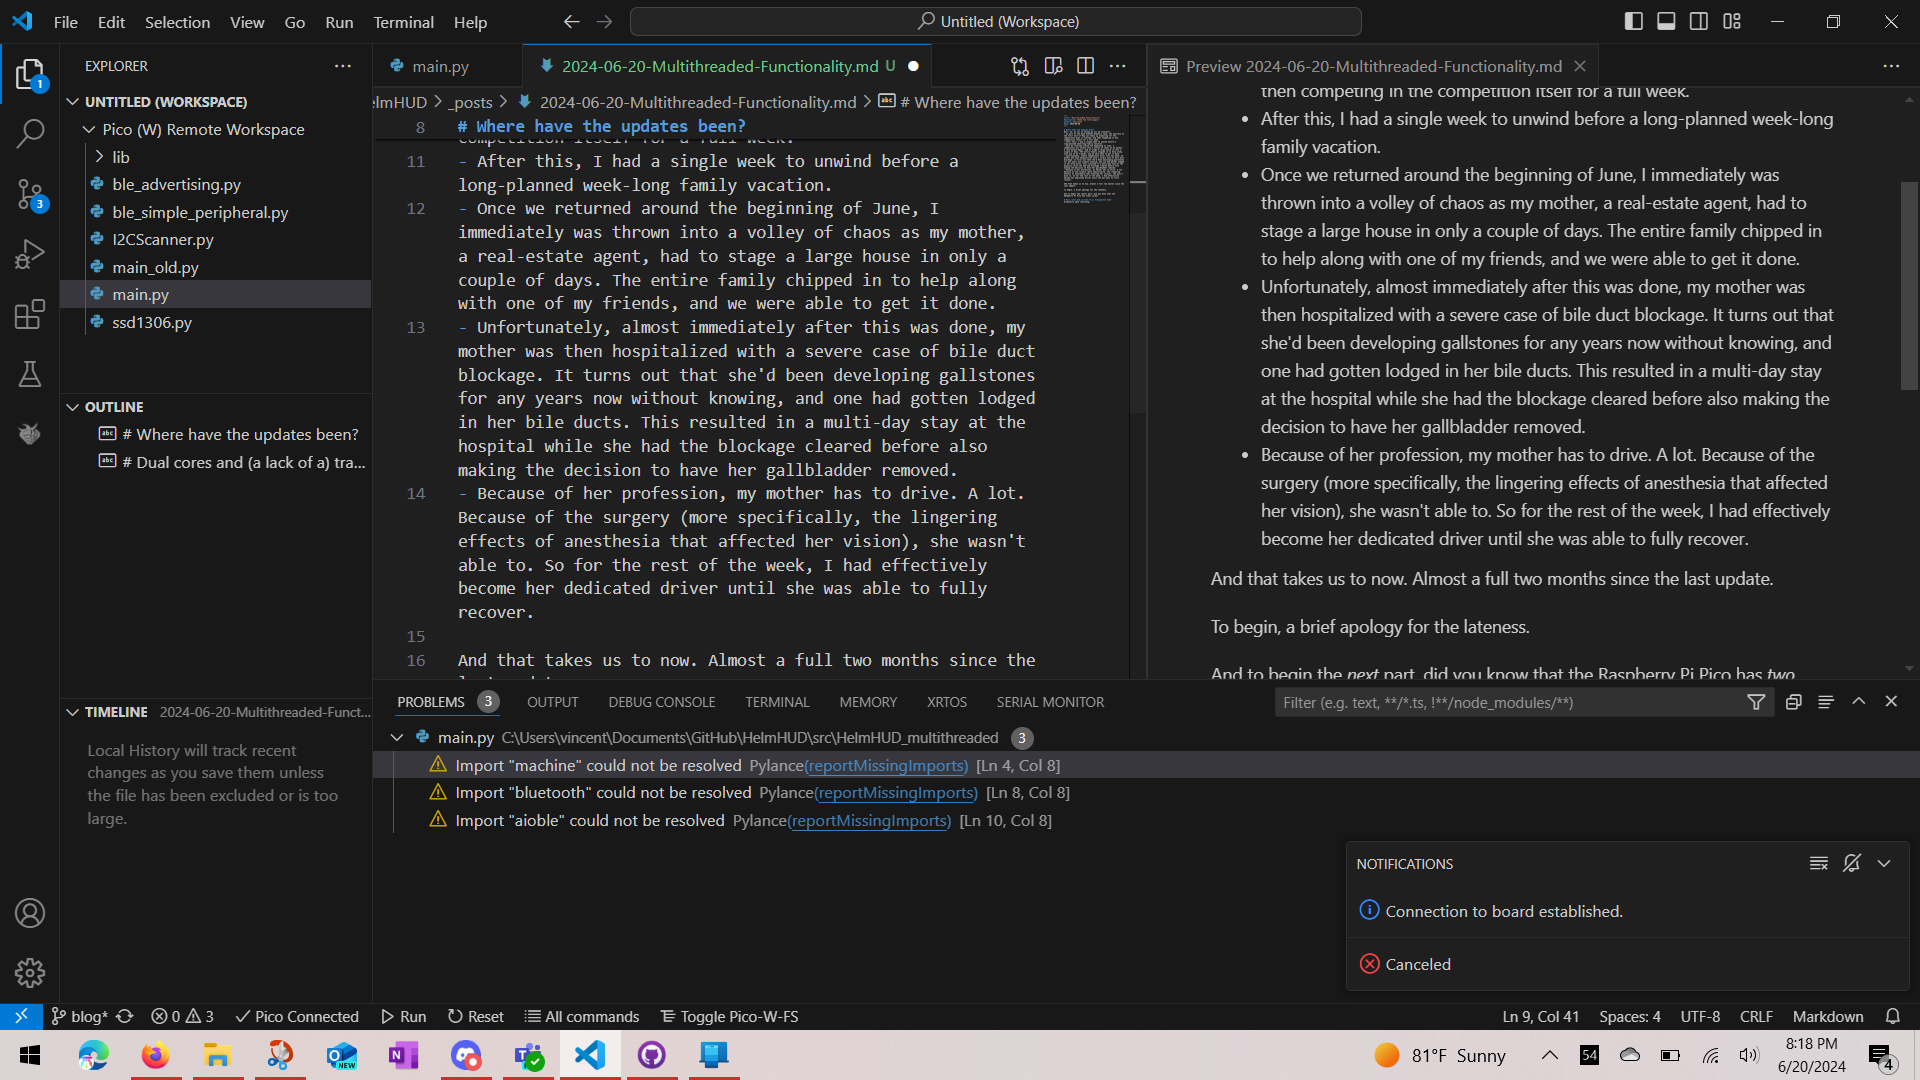 File Edit Selection View Go Run Terminal Help
Untitled (Workspace)
EXPLORER
UNTITLED (WORKSPACE)
Pico (W) Remote Workspace
lib
ble_advertising.py
ble_simple_peripheral.py
I2CScanner.py
main_old.py
main.py
ssd1306.py
1
3
OUTLINE
# Where have the updates been?
# Dual cores and (a lack of a) tra...
TIMELINE 2024-06-20-Multithreaded-Funct...
Local History will track recent
changes as you save them unless
the file has been excluded or is too
large.
main.py
2024-06-20-Multithreaded-Functionality.md U
elmHUD > _posts > 2024-06-20-Multithreaded-Functionality.md > # Where have the updates been?
8 # Where have the updates been?
competition itself for a full week.
11 - After this, I had a single week to unwind before a
long-planned week-long family vacation.
12 - Once we returned around the beginning of June, I
immediately was thrown into a volley of chaos as my mother,
a real-estate agent, had to stage a large house in only a
couple of days. The entire family chipped in to help along
with one of my friends, and we were able to get it done.
13 - Unfortunately, almost immediately after this was done, my
mother was then hospitalized with a severe case of bile duct
blockage. It turns out that she'd been developing gallstones
for any years now without knowing, and one had gotten lodged
in her bile ducts. This resulted in a multi-day stay at the
hospital while she had the blockage cleared before also
making the decision to have her gallbladder removed.
14 - Because of her profession, my mother has to drive. A lot.
Because of the surgery (more specifically, the lingering
effects of anesthesia that affected her vision), she wasn't
able to. So for the rest of the week, I had effectively
become her dedicated driver until she was able to fully
recover.
15
16 And that takes us to now. Almost a full two months since the
Preview 2024-06-20-Multithreaded-Functionality.md
then competing in the competition itself for a full week.
• After this, I had a single week to unwind before a long-planned week-long
family vacation.
• Once we returned around the beginning of June, I immediately was
thrown into a volley of chaos as my mother, a real-estate agent, had to
stage a large house in only a couple of days. The entire family chipped in
to help along with one of my friends, and we were able to get it done.
• Unfortunately, almost immediately after this was done, my mother was
then hospitalized with a severe case of bile duct blockage. It turns out that
she'd been developing gallstones for any years now without knowing, and
one had gotten lodged in her bile ducts. This resulted in a multi-day stay
at the hospital while she had the blockage cleared before also making the
decision to have her gallbladder removed.
• Because of her profession, my mother has to drive. A lot. Because of the
surgery (more specifically, the lingering effects of anesthesia that affected
her vision), she wasn't able to. So for the rest of the week, I had effectively
become her dedicated driver until she was able to fully recover.
And that takes us to now. Almost a full two months since the last update.
To begin, a brief apology for the lateness.
And to begin the next part, did you know that the Raspberry Pi Pico has two
PROBLEMS 3 OUTPUT DEBUG CONSOLE TERMINAL MEMORY XRTOS SERIAL MONITOR
Filter (e.g. text, **/*.ts, !**/node_modules/**)
main.py C:\Users\vincent\Documents\GitHub\HelmHUD\src\HelmHUD_multithreaded 3
Import "machine" could not be resolved Pylance(reportMissingImports) [Ln 4, Col 8]
Import "bluetooth" could not be resolved Pylance(reportMissingImports) [Ln 8, Col 8]
Import "aioble" could not be resolved Pylance(reportMissingImports) [Ln 10, Col 8]
NOTIFICATIONS
Connection to board established.
Canceled
blog* 0 3 Pico Connected Run Reset All commands Toggle Pico-W-FS
Ln 9, Col 41 Spaces: 4 UTF-8 CRLF Markdown
NEW
81°F Sunny
54
8:18 PM
6/20/2024
4